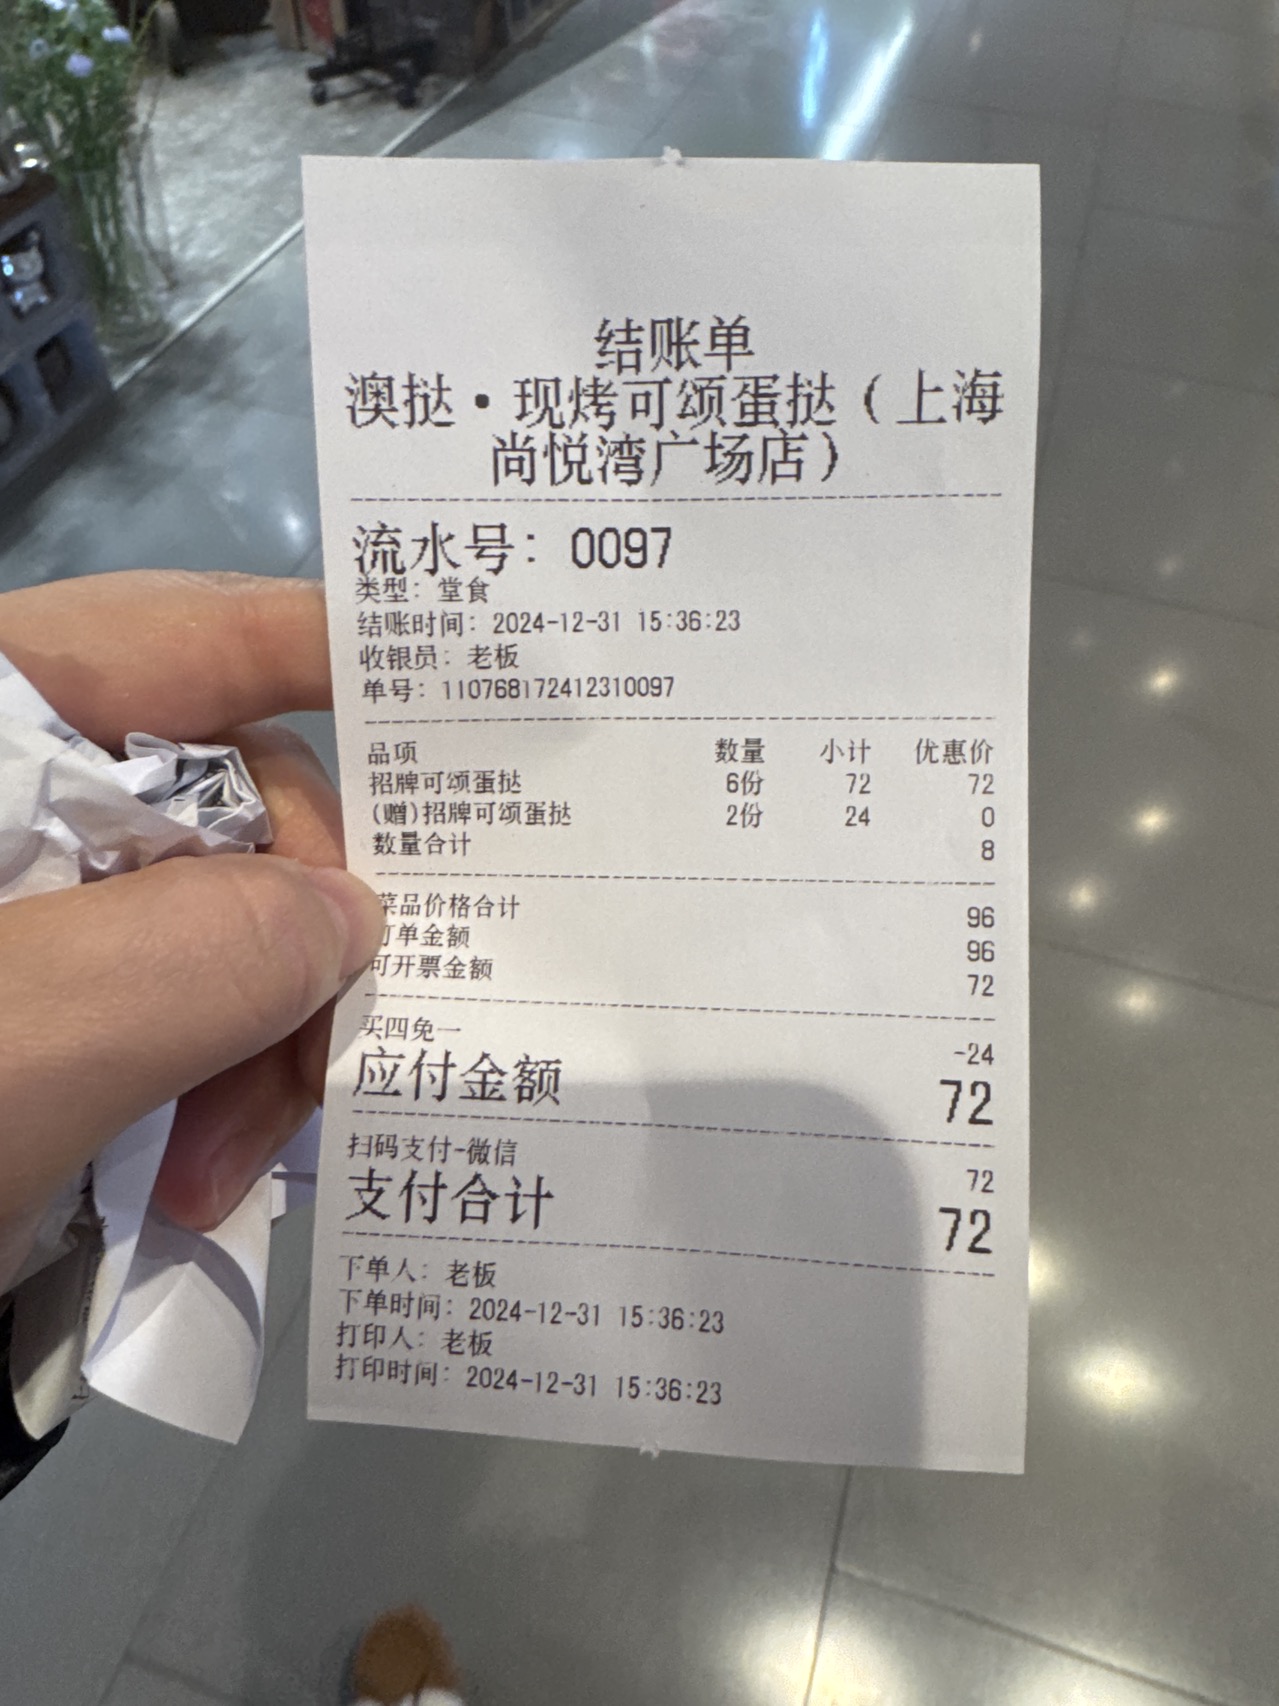 结账单
澳挞·现烤可颂蛋挞（上海
尚悦湾广场店）
流水号：0097
类型：堂食
结账时间：2024-12-31 15:36:23
收银员：老板
单号：110768172412310097
品项 数量 小计 优惠价
招牌可颂蛋挞 6份 72 72
(赠)招牌可颂蛋挞 2份 24 0
数量合计 8
菜品价格合计 96
订单金额 96
可开票金额 72
买四免一 -24
应付金额 72
扫码支付-微信 72
支付合计 72
下单人：老板
下单时间：2024-12-31 15:36:23
打印人：老板
打印时间：2024-12-31 15:36:23